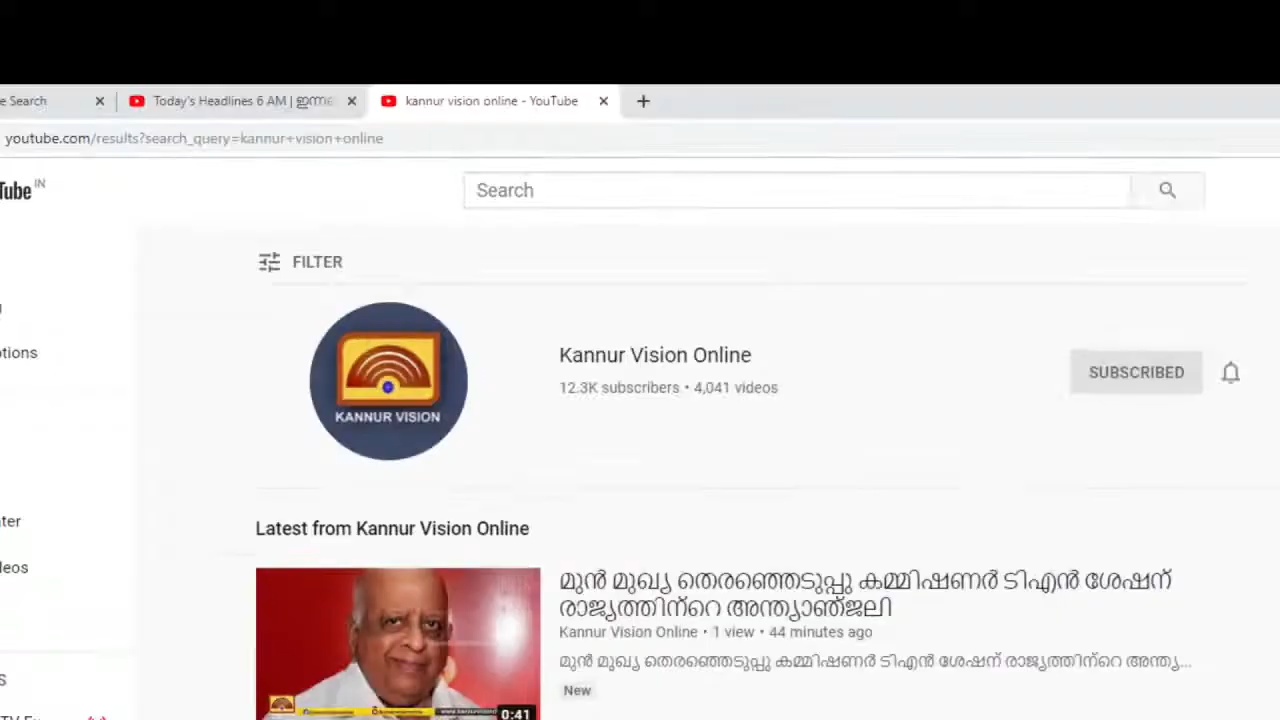 e Search
Today's Headlines 6 AM | ഇന്നത്
kannur vision online - YouTube
youtube.com/results?search_query=kannur+vision+online
Tube IN
Search
FILTER
KANNUR VISION
Kannur Vision Online
12.3K subscribers • 4,041 videos
SUBSCRIBED
Latest from Kannur Vision Online
മുൻ മുഖ്യ തെരഞ്ഞെടുപ്പു കമ്മിഷണർ ടിഎൻ ശേഷന്
രാജ്യത്തിന്റെ അന്ത്യാഞ്ജലി
Kannur Vision Online • 1 view • 44 minutes ago
മുൻ മുഖ്യ തെരഞ്ഞെടുപ്പു കമ്മിഷണർ ടിഎൻ ശേഷന് രാജ്യത്തിന്റെ അന്ത്യ...
New
0:41